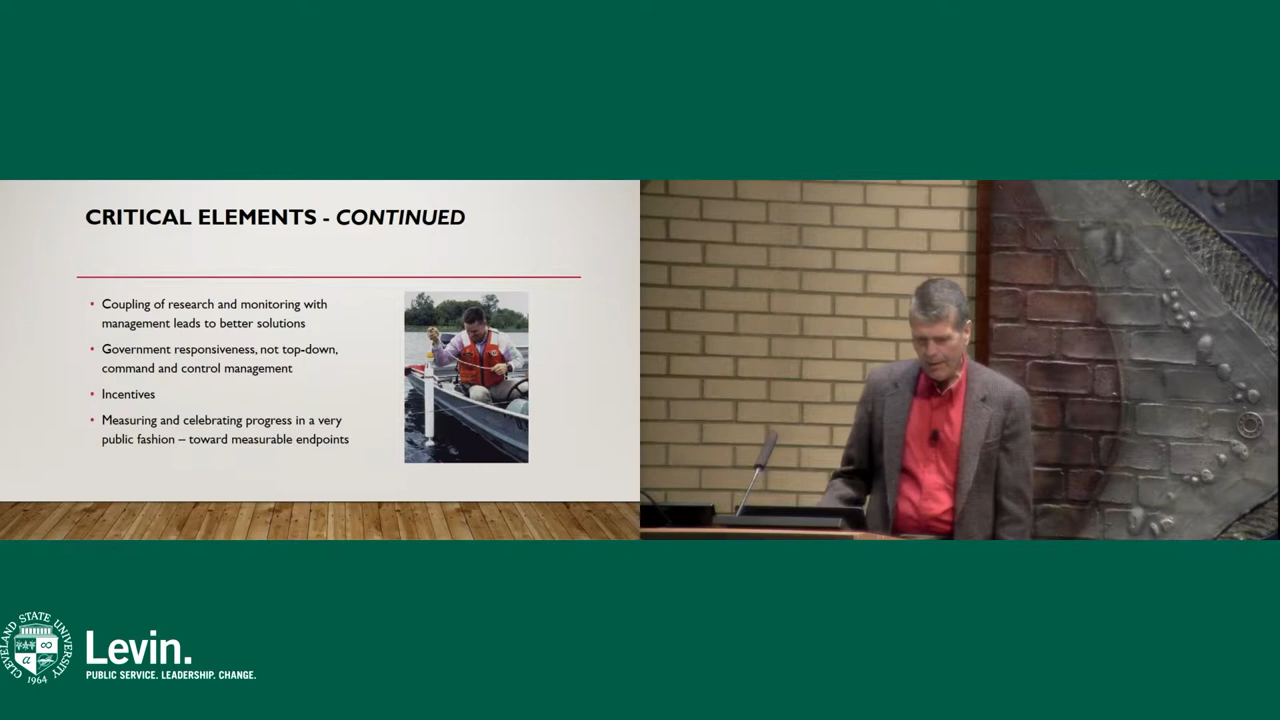 CRITICAL ELEMENTS - CONTINUED
• Coupling of research and monitoring with
management leads to better solutions
• Government responsiveness, not top-down,
command and control management
• Incentives
• Measuring and celebrating progress in a very
public fashion – toward measurable endpoints
CLEVELAND STATE UNIVERSITY
1964
Levin.
PUBLIC SERVICE. LEADERSHIP. CHANGE.